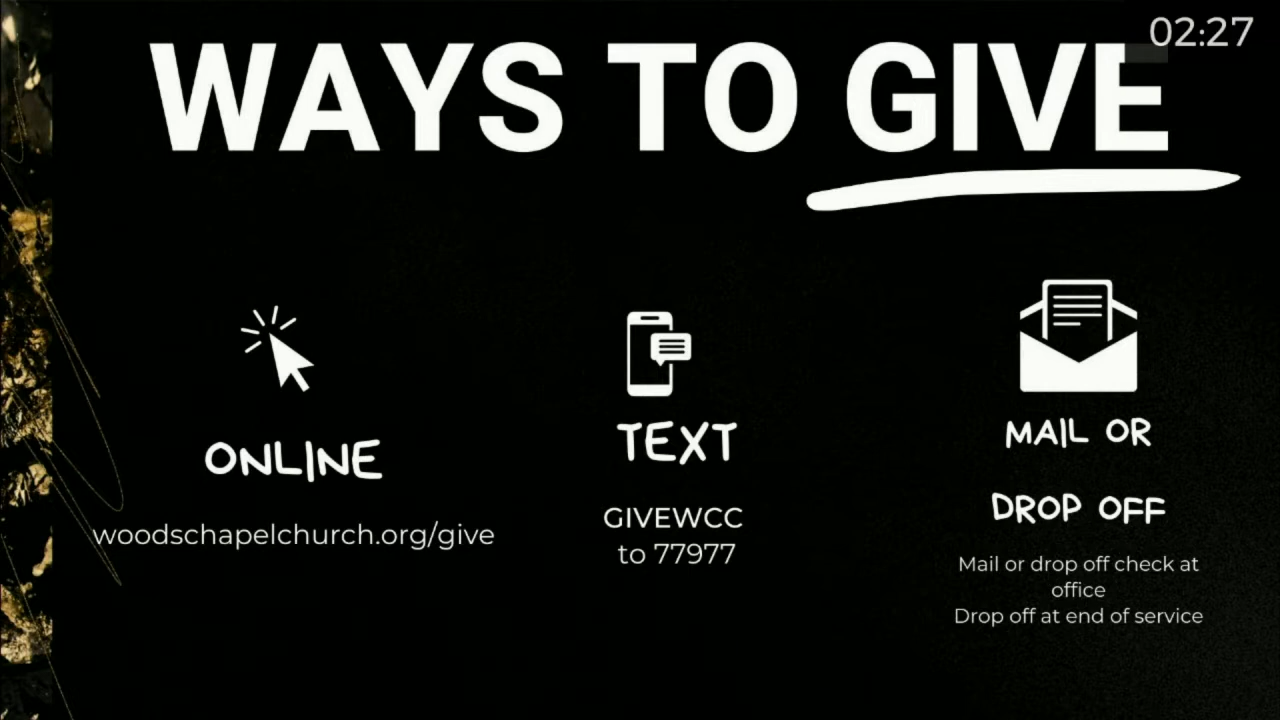 02:27
WAYS TO GIVE
ONLINE
woodschapelchurch.org/give
TEXT
GIVEWCC
to 77977
MAIL OR
DROP OFF
Mail or drop off check at
office
Drop off at end of service